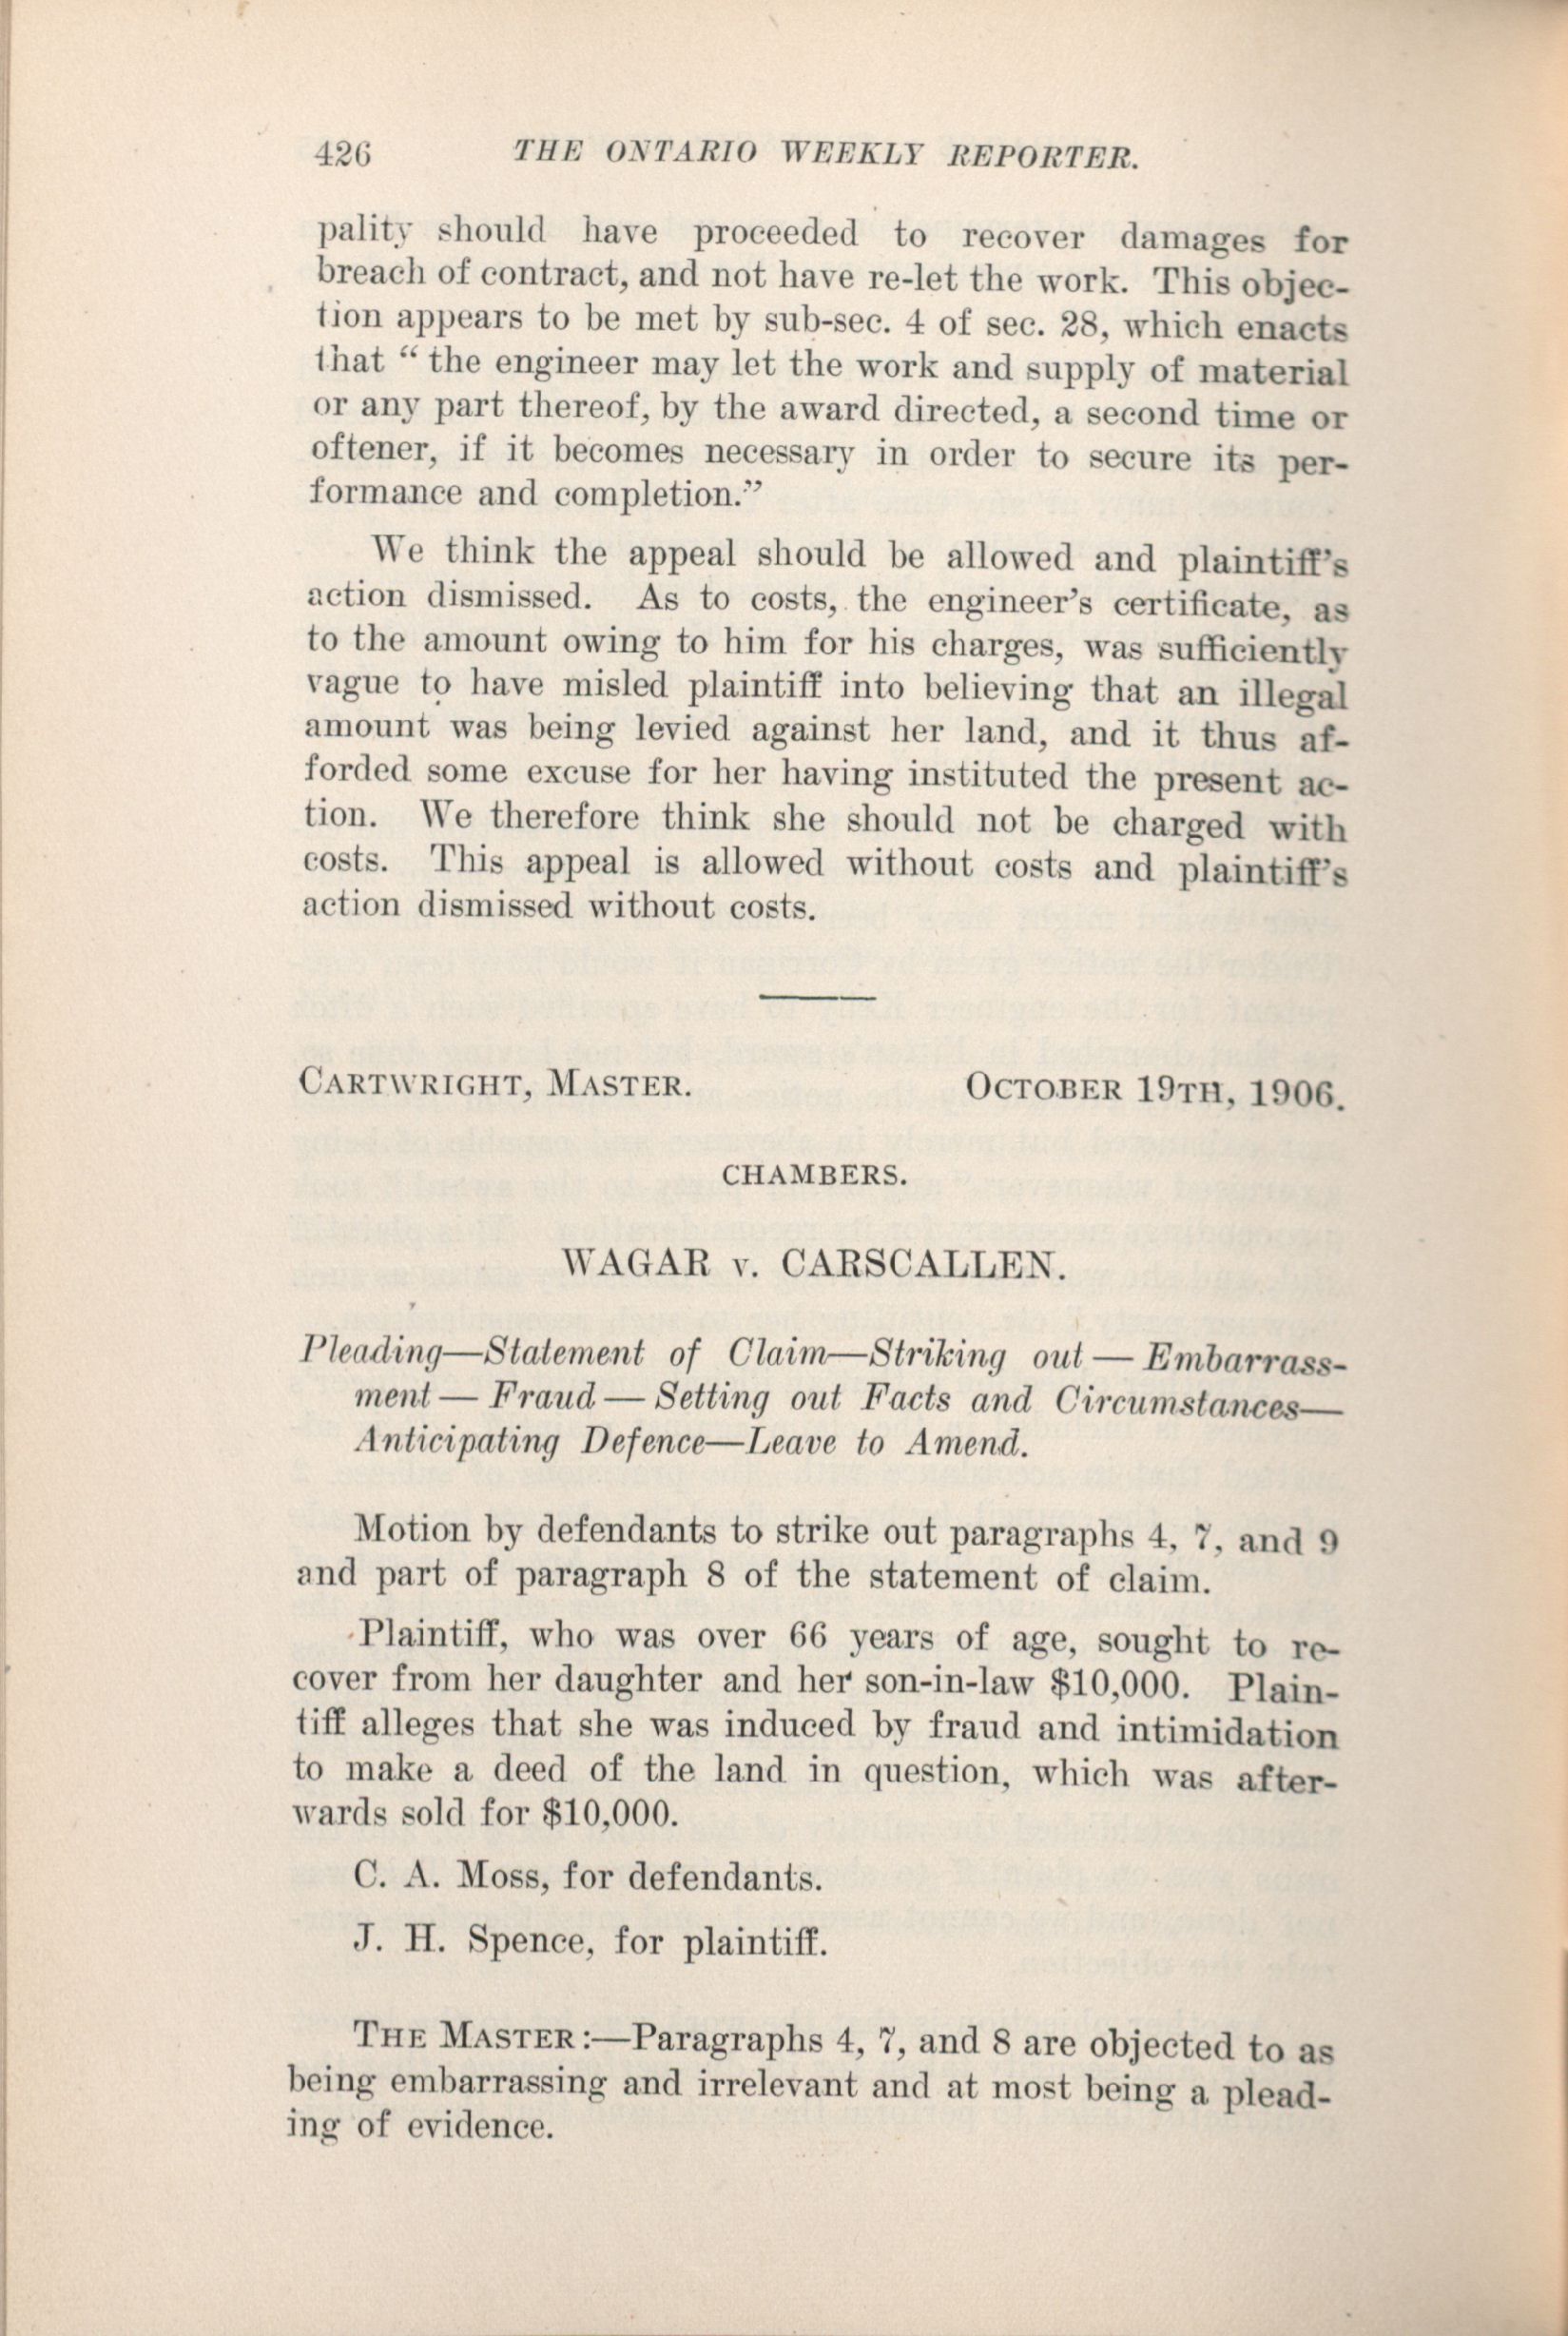 426 THE ONTARIO WEEKLY REPORTER.
pality should have proceeded to recover damages for
breach of contract, and not have re-let the work. This objec-
tion appears to be met by sub-sec. 4 of sec. 28, which enacts
that “ the engineer may let the work and supply of material
or any part thereof, by the award directed, a second time or
oftener, if it becomes necessary in order to secure its per-
formance and completion.”
We think the appeal should be allowed and plaintiff’s
action dismissed. As to costs, the engineer’s certificate, as
to the amount owing to him for his charges, was sufficiently
vague to have misled plaintiff into believing that an illegal
amount was being levied against her land, and it thus af-
forded some excuse for her having instituted the present ac-
tion. We therefore think she should not be charged with
costs. This appeal is allowed without costs and plaintiff’s
action dismissed without costs.
CARTWRIGHT, MASTER. OCTOBER 19TH, 1906.
CHAMBERS.
WAGAR v. CARSCALLEN.
Pleading—Statement of Claim—Striking out — Embarrass-
ment — Fraud — Setting out Facts and Circumstances—
Anticipating Defence—Leave to Amend.
Motion by defendants to strike out paragraphs 4, 7, and 9
and part of paragraph 8 of the statement of claim.
Plaintiff, who was over 66 years of age, sought to re-
cover from her daughter and her son-in-law $10,000. Plain-
tiff alleges that she was induced by fraud and intimidation
to make a deed of the land in question, which was after-
wards sold for $10,000.
C. A. Moss, for defendants.
J. H. Spence, for plaintiff.
THE MASTER:—Paragraphs 4, 7, and 8 are objected to as
being embarrassing and irrelevant and at most being a plead-
ing of evidence.